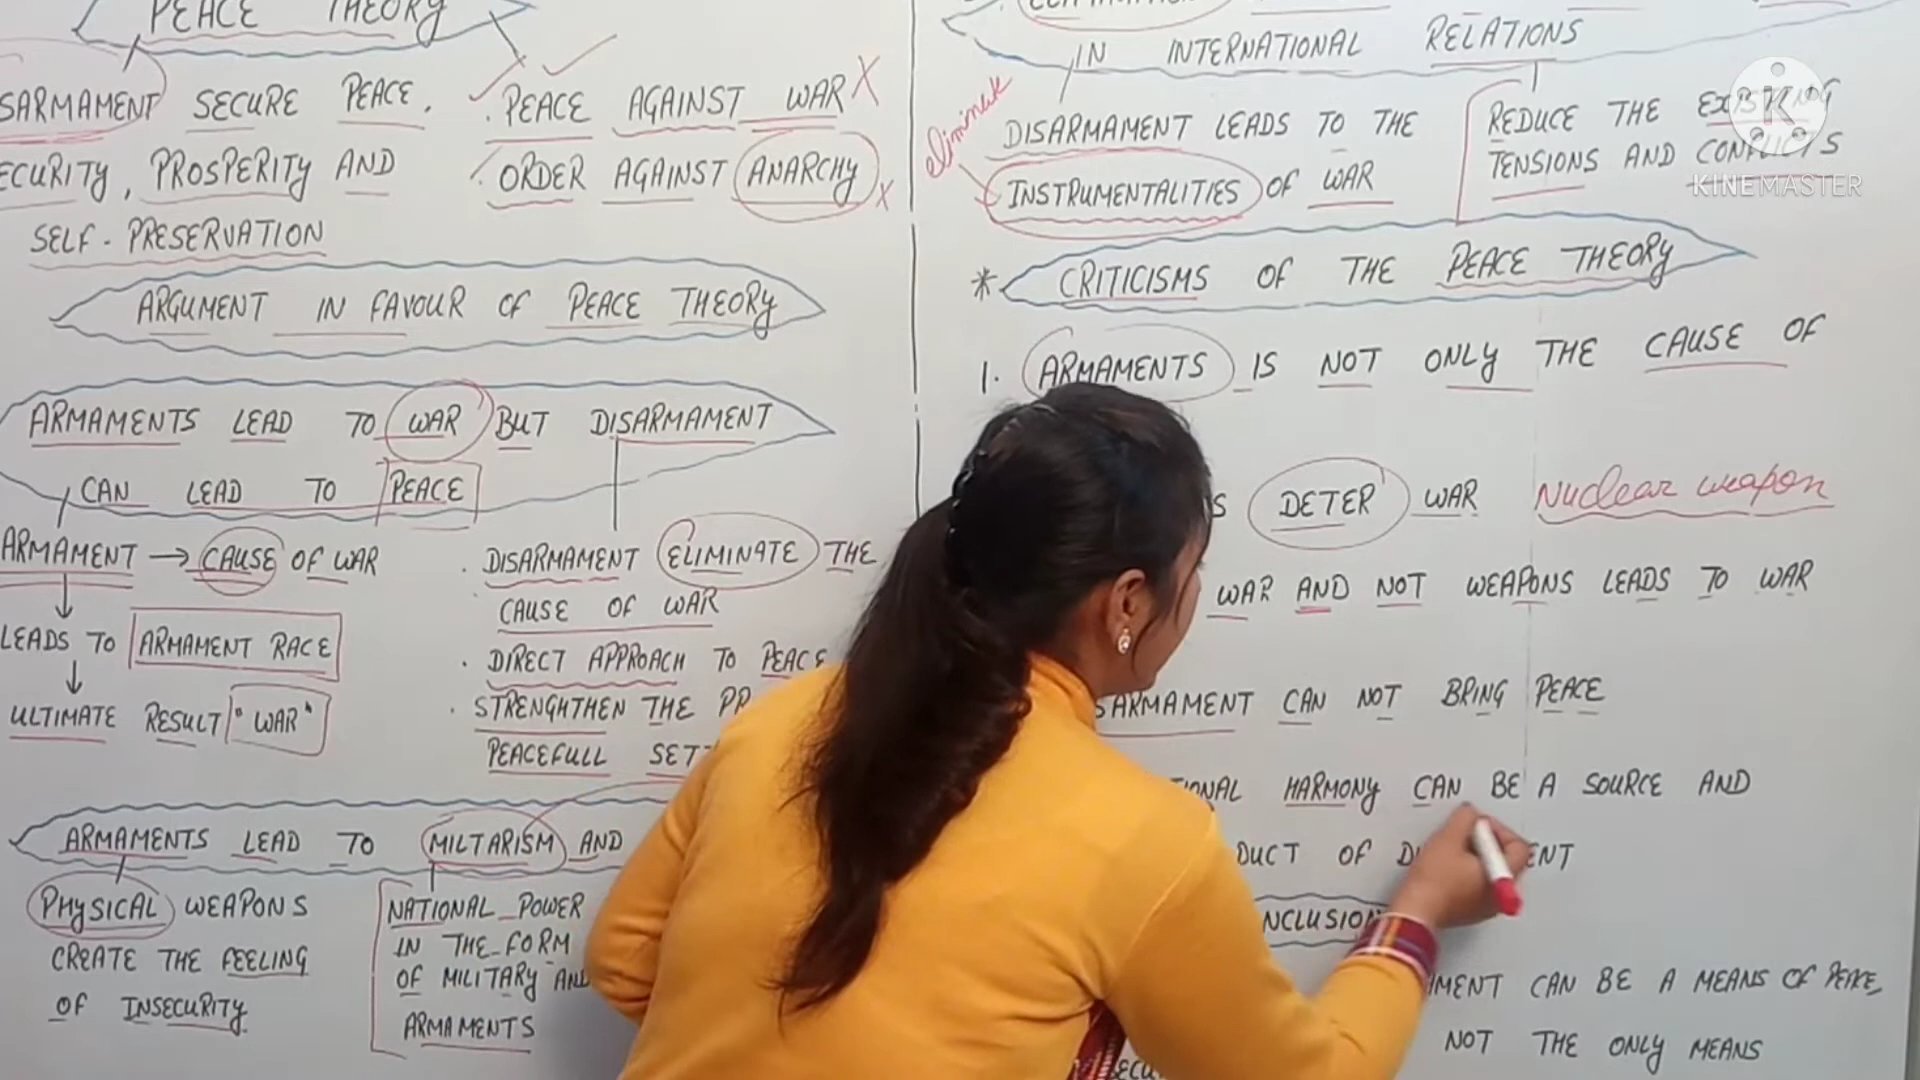 PEACE THEORY
SARMAMENT SECURE PEACE,
ECURITY, PROSPERITY AND
SELF - PRESERVATION
. PEACE AGAINST WAR X
. ORDER AGAINST ANARCHY X
ARGUMENT IN FAVOUR OF PEACE THEORY
ARMAMENTS LEAD TO WAR BUT DISARMAMENT
CAN LEAD TO PEACE
ARMAMENT → CAUSE OF WAR
LEADS TO ARMAMENT RACE
ULTIMATE RESULT "WAR"
. DISARMAMENT ELIMINATE THE
CAUSE OF WAR
. DIRECT APPROACH TO PEACE
. STRENGHTHEN THE PR
PEACEFULL SET
ARMAMENTS LEAD TO MILTARISM AND
PHYSICAL WEAPONS
CREATE THE FEELING
OF INSECURITY
NATIONAL POWER
IN THE FORM
OF MILITARY AND
ARMAMENTS
IN INTERNATIONAL RELATIONS
eliminate
DISARMAMENT LEADS TO THE
INSTRUMENTALITIES OF WAR
REDUCE THE EXISTING
TENSIONS AND CONFLICTS
K
KINEMASTER
* CRITICISMS OF THE PEACE THEORY
1. ARMAMENTS IS NOT ONLY THE CAUSE OF
S DETER WAR Nuclear weapon
WAR AND NOT WEAPONS LEADS TO WAR
SARMAMENT CAN NOT BRING PEACE
IONAL HARMONY CAN BE A SOURCE AND
DUCT OF D ENT
NCLUSION
MENT CAN BE A MEANS OF PEACE,
NOT THE ONLY MEANS
SECU